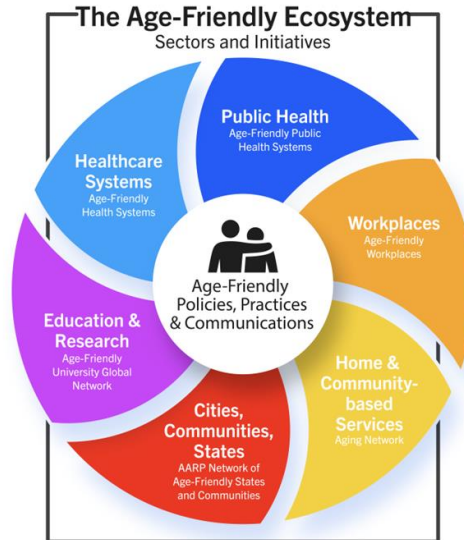 The Age-Friendly Ecosystem
Sectors and Initiatives
Public Health
Age-Friendly Public
Health Systems
Healthcare
Systems
Age-Friendly
Health Systems
Workplaces
Age-Friendly
Workplaces
Age-Friendly
Policies, Practices
& Communications
Education &
Research
Age-Friendly
University Global
Network
Home &
Community-
based
Services
Aging Network
Cities,
Communities,
States
AARP Network of
Age-Friendly States
and Communities